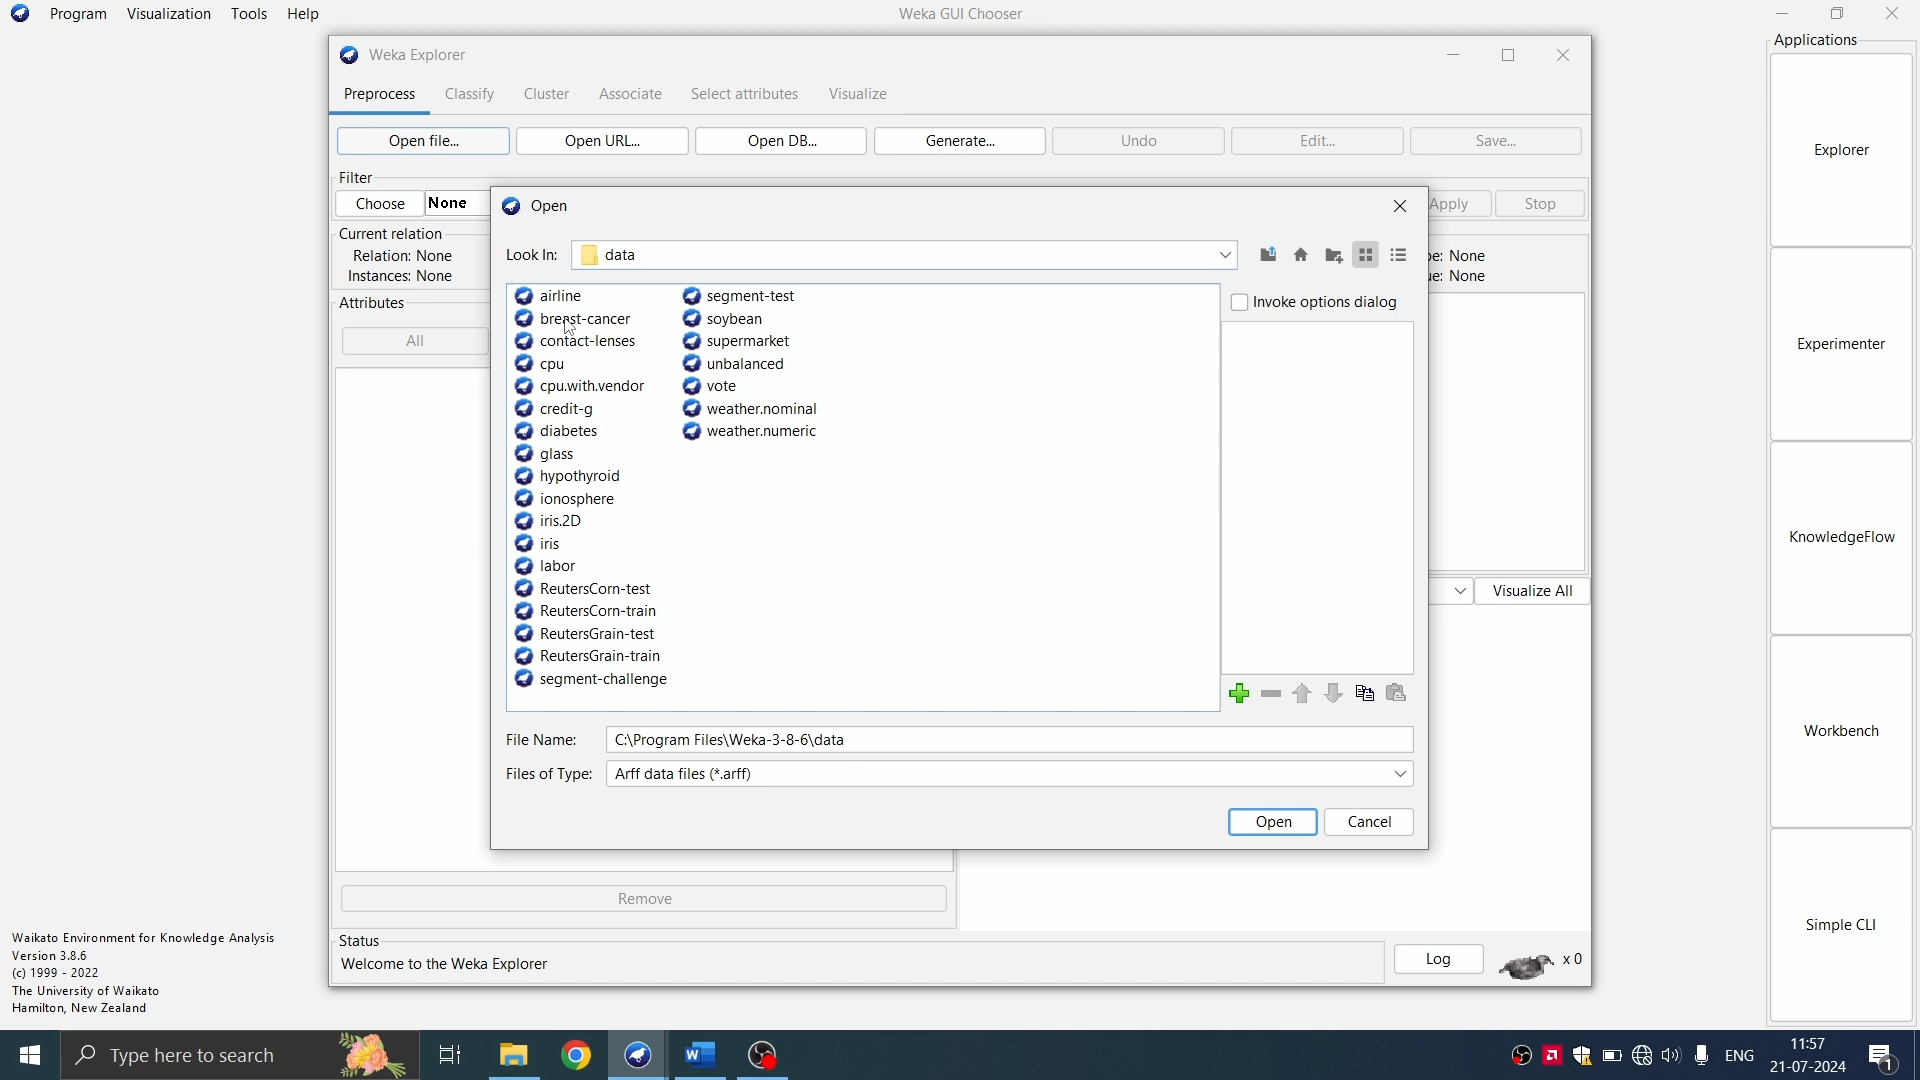 Program Visualization Tools Help Weka GUI Chooser
Applications
Weka Explorer
Preprocess Classify Cluster Associate Select attributes Visualize
Open file... Open URL... Open DB... Generate... Undo Edit... Save...
Explorer
Filter
Choose None Apply Stop
Open
Current relation
Relation: None
Instances: None
pe: None
ue: None
Look In: data
Attributes
All
airline
breast-cancer
contact-lenses
cpu
cpu.with.vendor
credit-g
diabetes
glass
hypothyroid
ionosphere
iris.2D
iris
labor
ReutersCorn-test
ReutersCorn-train
ReutersGrain-test
ReutersGrain-train
segment-challenge
segment-test
soybean
supermarket
unbalanced
vote
weather.nominal
weather.numeric
Invoke options dialog
Experimenter
KnowledgeFlow
Visualize All
File Name: C:\Program Files\Weka-3-8-6\data
Files of Type: Arff data files (*.arff)
Open Cancel
Workbench
Remove
Simple CLI
Status
Welcome to the Weka Explorer
Log x 0
Waikato Environment for Knowledge Analysis
Version 3.8.6
(c) 1999 - 2022
The University of Waikato
Hamilton, New Zealand
Type here to search
ENG
11:57
21-07-2024
1